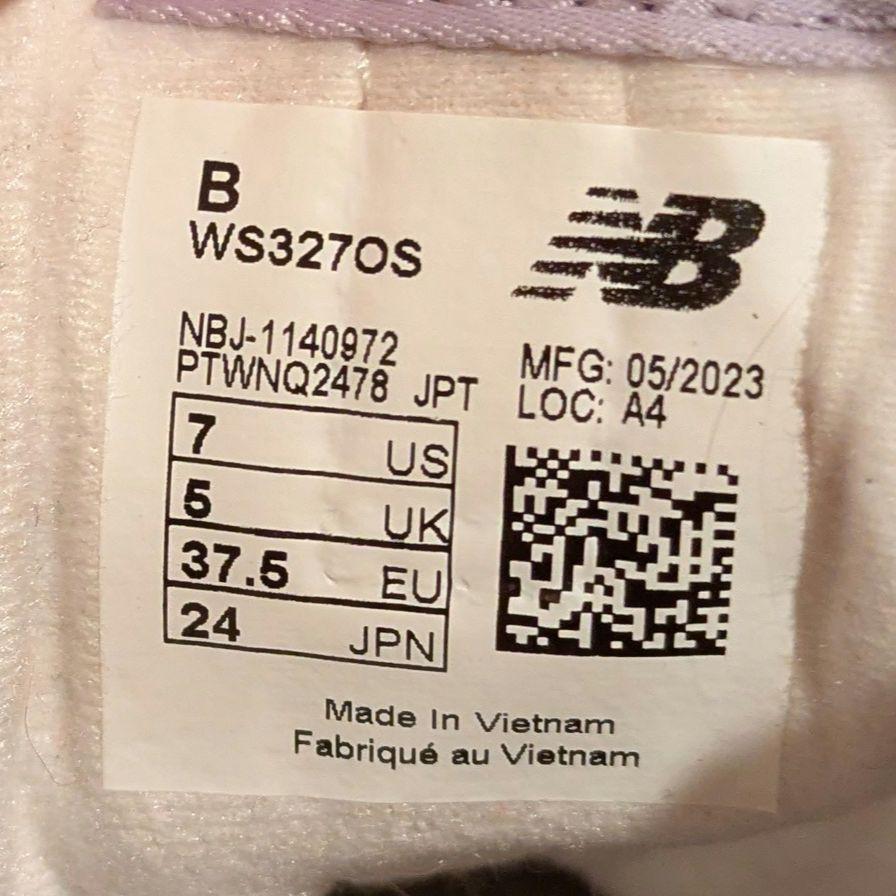 B
WS327OS
NB
NBJ-1140972
PTWNQ2478 JPT
MFG: 05/2023
LOC: A4
7 US
5 UK
37.5 EU
24 JPN
Made In Vietnam
Fabriqué au Vietnam